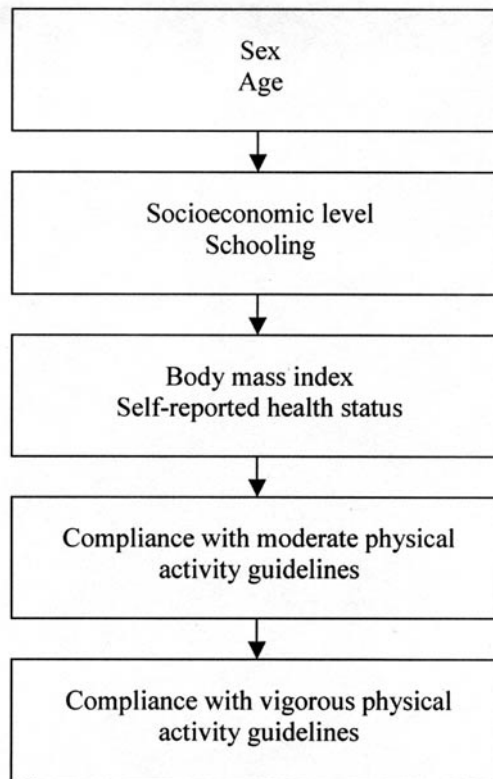 Sex
Age
Socioeconomic level
Schooling
Body mass index
Self-reported health status
Compliance with moderate physical
activity guidelines
Compliance with vigorous physical
activity guidelines